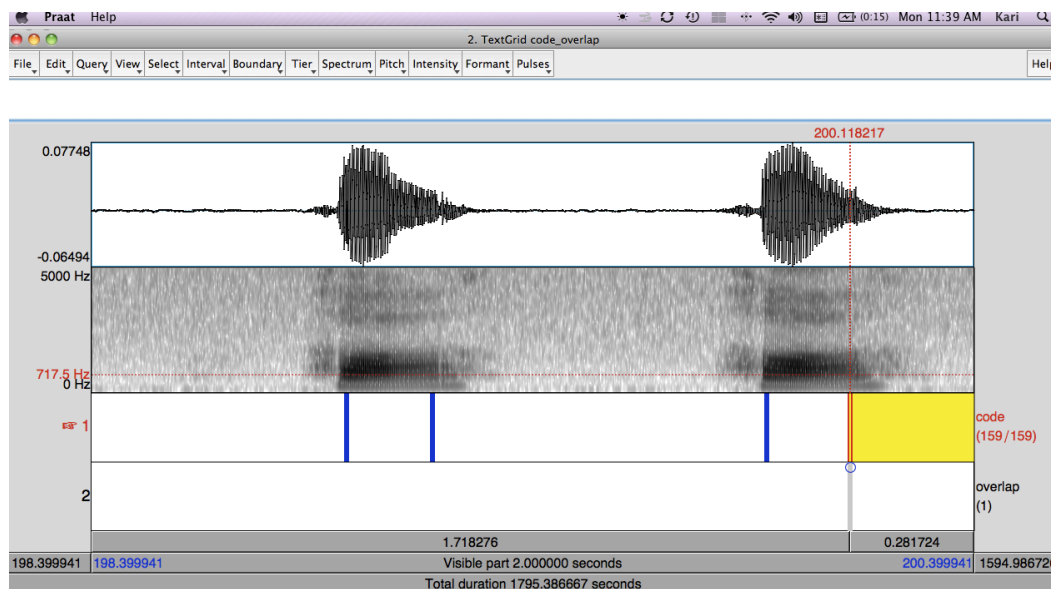 Praat Help (0:15) Mon 11:39 AM Kari
2. TextGrid code_overlap
File Edit Query View Select Interval Boundary Tier Spectrum Pitch Intensity Formant Pulses Help
200.118217
0.07748
-0.06494
5000 Hz
717.5 Hz
0 Hz
1 code
(159/159)
2 overlap
(1)
1.718276 0.281724
198.399941 198.399941 Visible part 2.000000 seconds 200.399941 1594.986726
Total duration 1795.386667 seconds